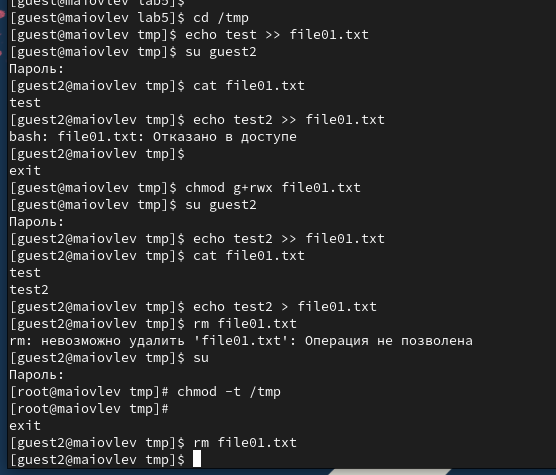 [guest@maiovlev lab5]$
[guest@maiovlev lab5]$ cd /tmp
[guest@maiovlev tmp]$ echo test >> file01.txt
[guest@maiovlev tmp]$ su guest2
Пароль:
[guest2@maiovlev tmp]$ cat file01.txt
test
[guest2@maiovlev tmp]$ echo test2 >> file01.txt
bash: file01.txt: Отказано в доступе
[guest2@maiovlev tmp]$
exit
[guest@maiovlev tmp]$ chmod g+rwx file01.txt
[guest@maiovlev tmp]$ su guest2
Пароль:
[guest2@maiovlev tmp]$ echo test2 >> file01.txt
[guest2@maiovlev tmp]$ cat file01.txt
test
test2
[guest2@maiovlev tmp]$ echo test2 > file01.txt
[guest2@maiovlev tmp]$ rm file01.txt
rm: невозможно удалить 'file01.txt': Операция не позволена
[guest2@maiovlev tmp]$ su
Пароль:
[root@maiovlev tmp]# chmod -t /tmp
[root@maiovlev tmp]#
exit
[guest2@maiovlev tmp]$ rm file01.txt
[guest2@maiovlev tmp]$